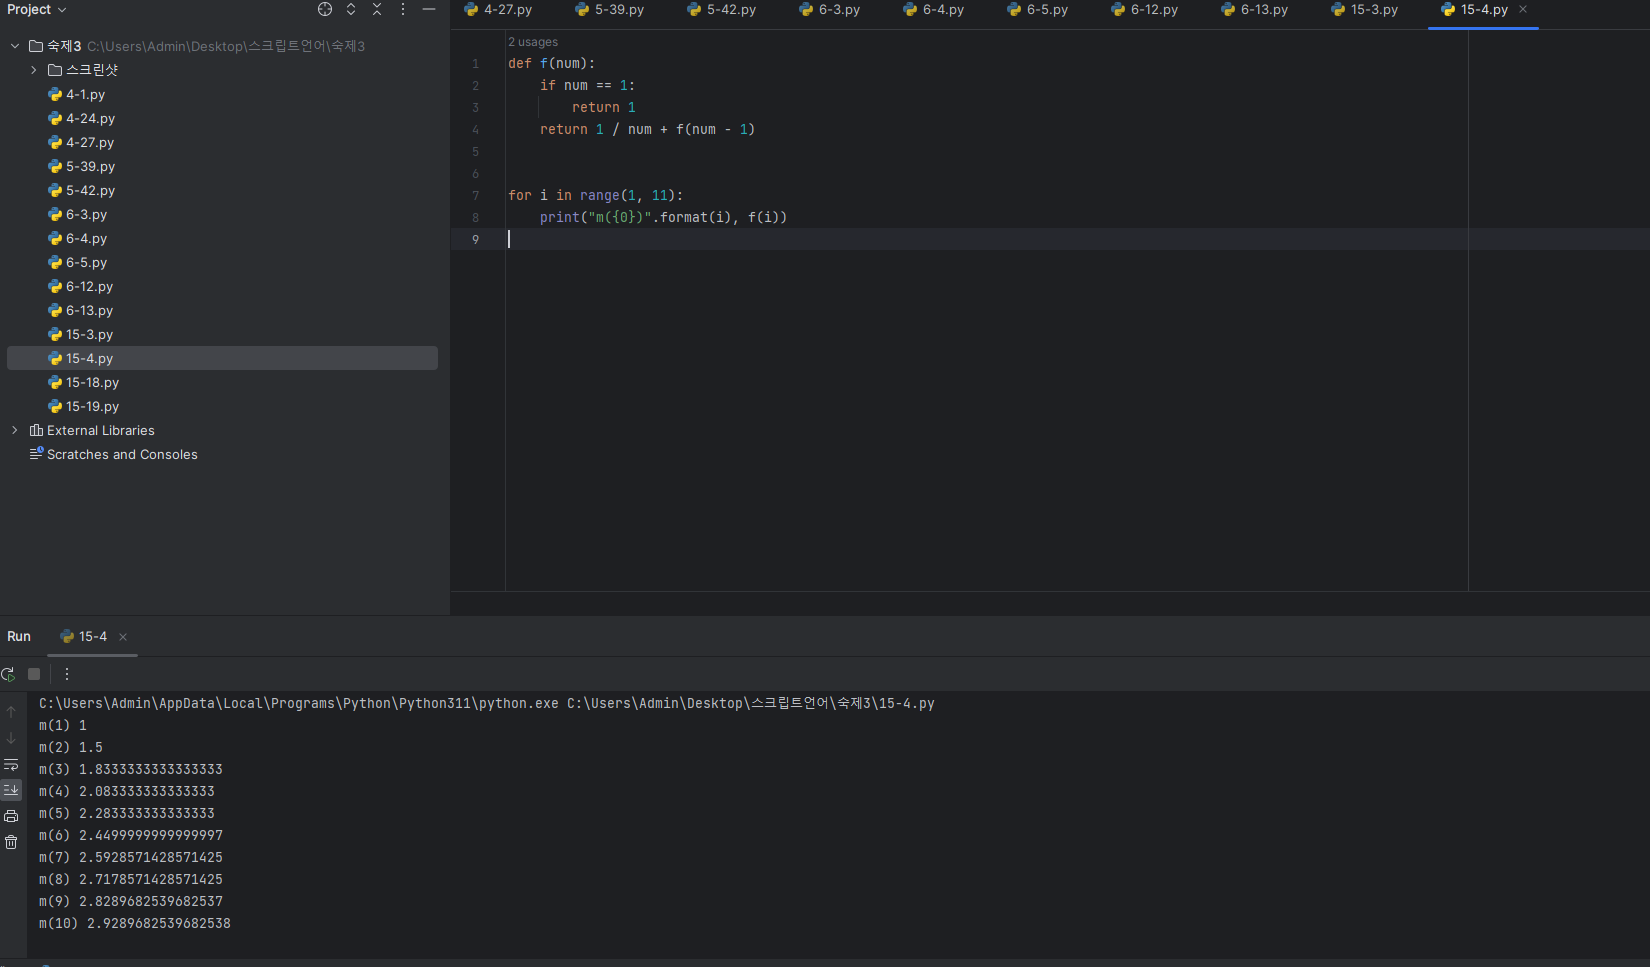 Project
4-27.py 5-39.py 5-42.py 6-3.py 6-4.py 6-5.py 6-12.py 6-13.py 15-3.py 15-4.py
숙제3 C:\Users\Admin\Desktop\스크립트언어\숙제3
스크린샷
4-1.py
4-24.py
4-27.py
5-39.py
5-42.py
6-3.py
6-4.py
6-5.py
6-12.py
6-13.py
15-3.py
15-4.py
15-18.py
15-19.py
External Libraries
Scratches and Consoles
2 usages
1 def f(num):
2     if num == 1:
3         return 1
4     return 1 / num + f(num - 1)
5
6
7 for i in range(1, 11):
8     print("m({0})".format(i), f(i))
9
Run 15-4
C:\Users\Admin\AppData\Local\Programs\Python\Python311\python.exe C:\Users\Admin\Desktop\스크립트언어\숙제3\15-4.py
m(1) 1
m(2) 1.5
m(3) 1.8333333333333333
m(4) 2.083333333333333
m(5) 2.283333333333333
m(6) 2.4499999999999997
m(7) 2.5928571428571425
m(8) 2.7178571428571425
m(9) 2.8289682539682537
m(10) 2.9289682539682538